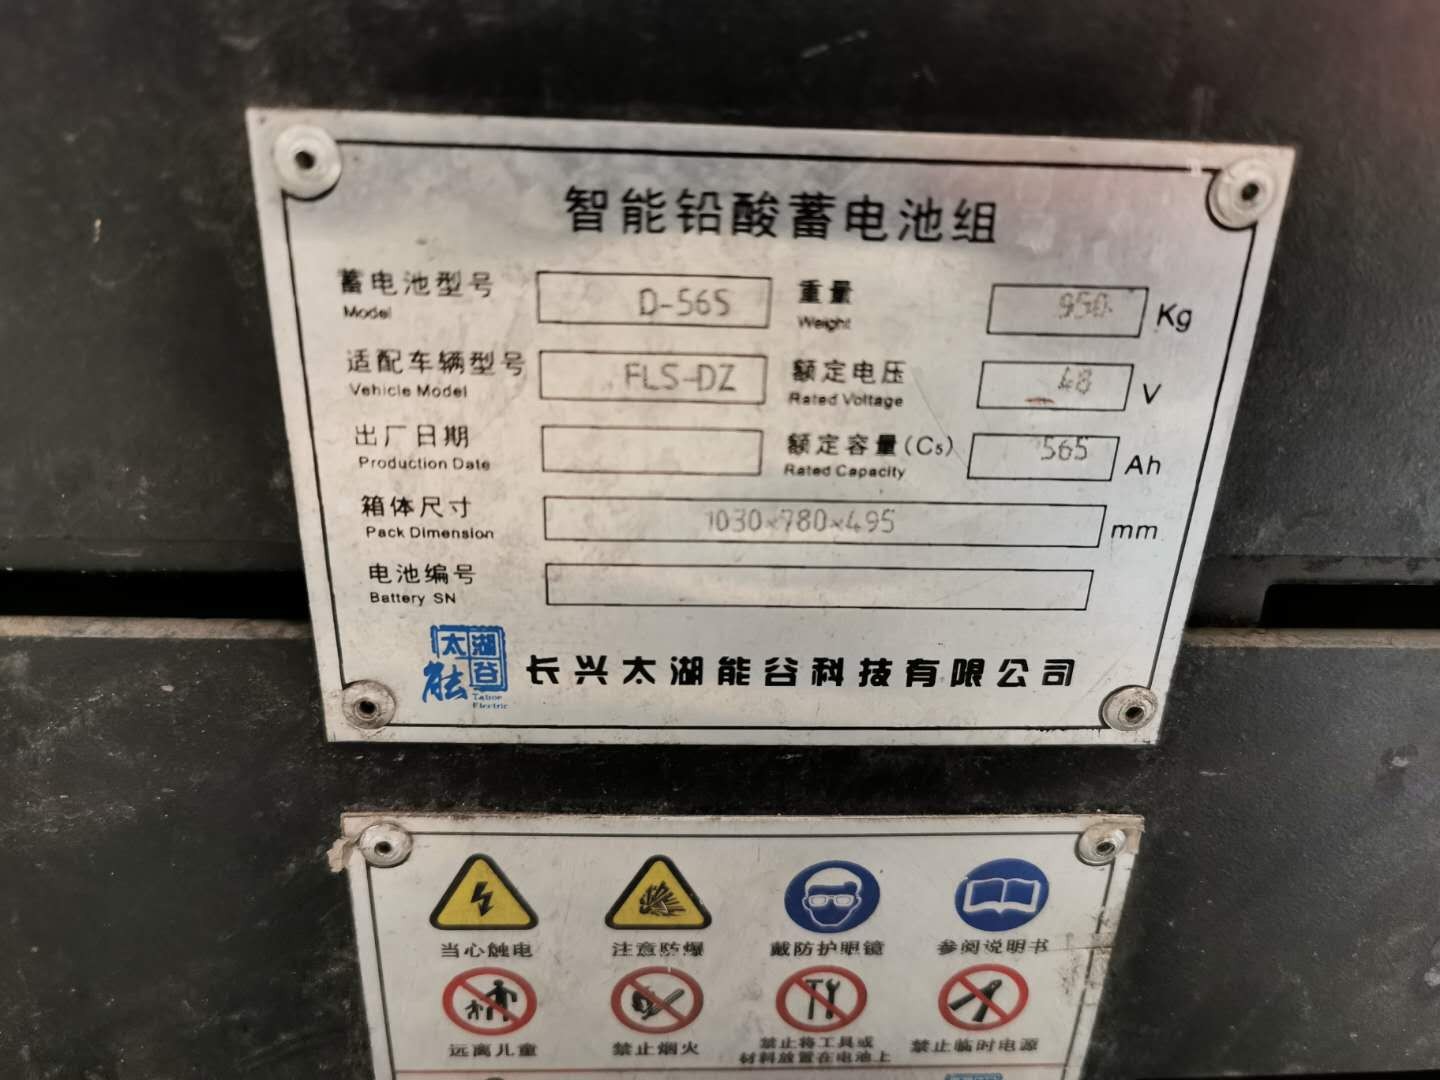 智能铅酸蓄电池组
蓄电池型号 D-565 重量 950 Kg
Model Weight
适配车辆型号 FLS-DZ 额定电压 48 V
Vehicle Model Rated Voltage
出厂日期 额定容量(C₅) 565 Ah
Production Date Rated Capacity
箱体尺寸 1030×780×495 mm
Pack Dimension
电池编号
Battery SN
太湖能谷 长兴太湖能谷科技有限公司
Electric
当心触电 注意防爆 戴防护眼镜 参阅说明书
远离儿童 禁止烟火 禁止将工具或 禁止临时电源
材料放置在电池上